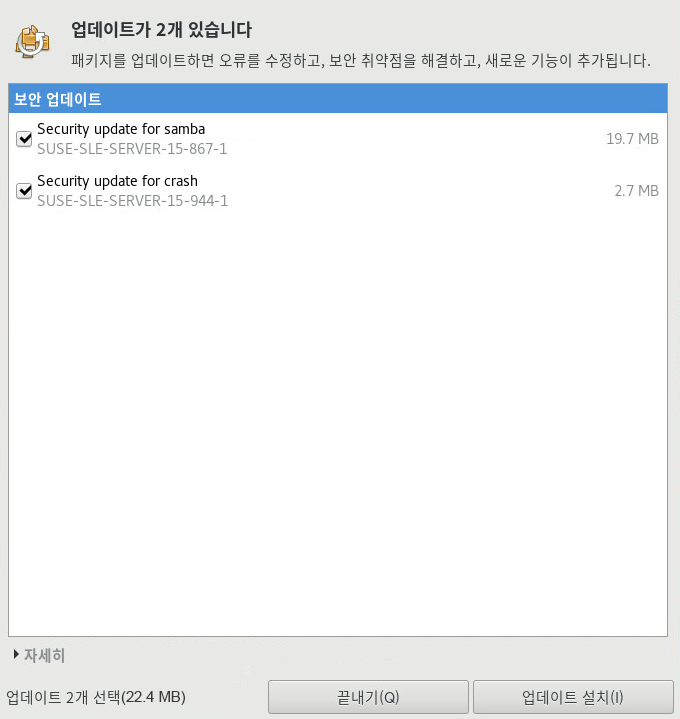 업데이트가 2개 있습니다
패키지를 업데이트하면 오류를 수정하고, 보안 취약점을 해결하고, 새로운 기능이 추가됩니다.
보안 업데이트
Security update for samba
SUSE-SLE-SERVER-15-867-1
19.7 MB
Security update for crash
SUSE-SLE-SERVER-15-944-1
2.7 MB
자세히
업데이트 2개 선택(22.4 MB)
끝내기(Q)
업데이트 설치(I)